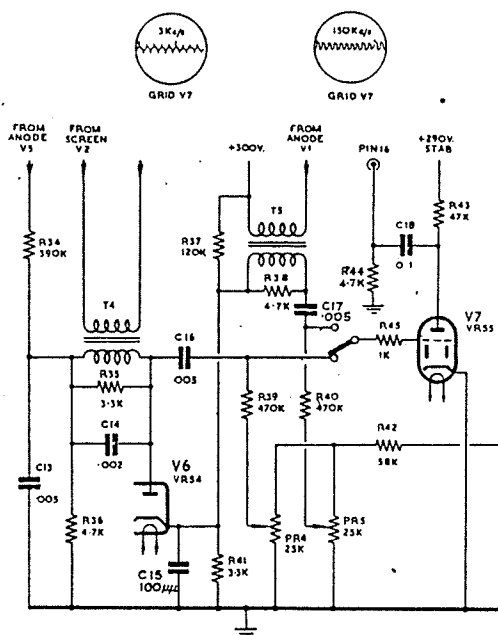 3Kc/s
150Kc/s
GRID V7
GRID V7
FROM
ANODE
V5
FROM
SCREEN
V2
+300V.
FROM
ANODE
V1
PIN16
+290V.
STAB
R34
390K
R37
120K
T5
C18
0.1
R43
47K
R44
4.7K
R38
4.7K
T4
C17
.005
V7
VR55
C16
.005
R45
1K
R35
3.3K
R39
470K
R40
470K
C14
.002
R42
58K
V6
VR54
C13
.005
R36
4.7K
PR4
25K
PR5
25K
C15
100μμ
R41
3.3K